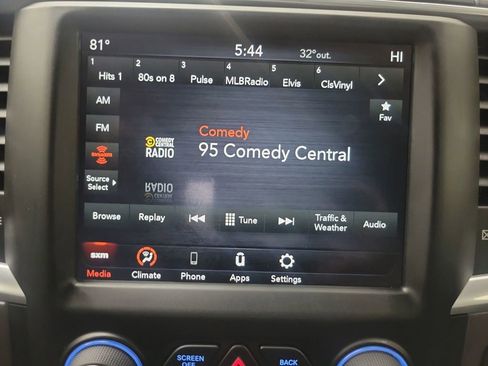 81° 5:44 32°out. HI
1 2 3 4 5 6
Hits 1 80s on 8 Pulse MLBRadio Elvis ClsVinyl
AM
Fav
FM
Comedy
COMEDY
CENTRAL
RADIO
95 Comedy Central
SiriusXM
Source
Select
RADIO
CENTRAL
Browse Replay Tune Traffic & Weather Audio
sxm
Media Climate Phone Apps Settings
SCREEN
OFF
BACK